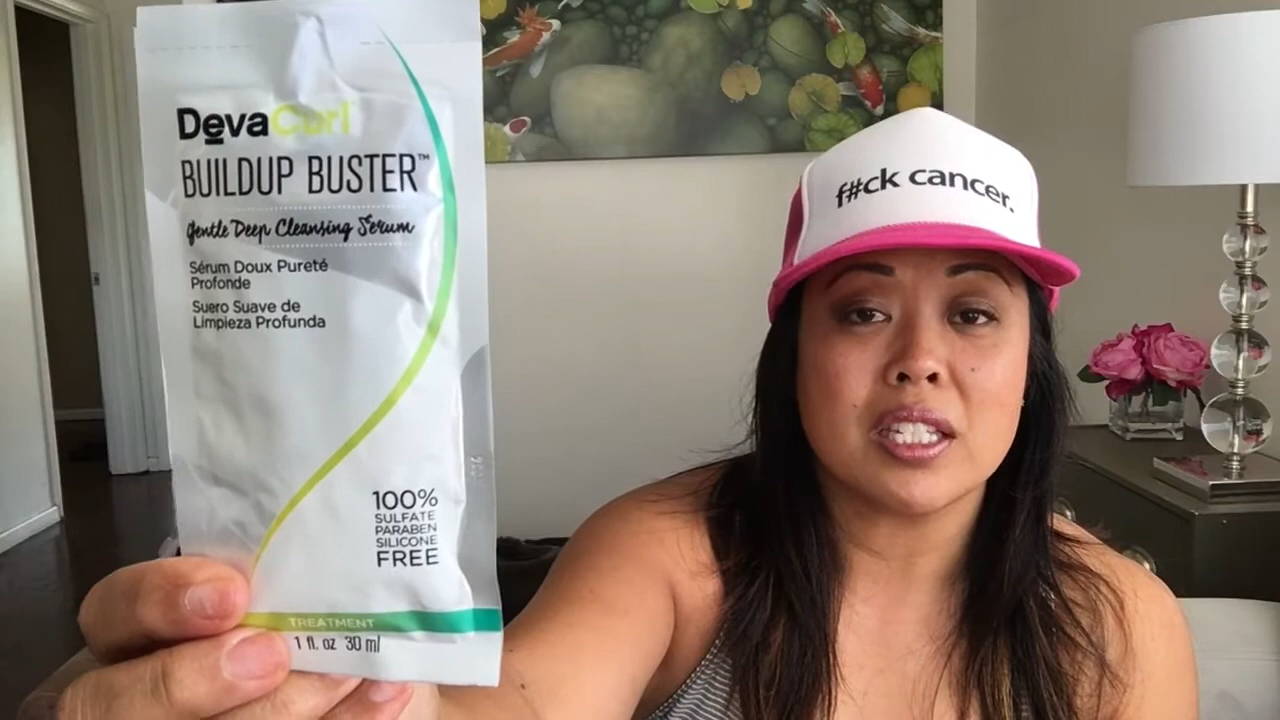 DevaCurl
BUILDUP BUSTER™
Gentle Deep Cleansing Serum
Sérum Doux Pureté
Profonde
Suero Suave de
Limpieza Profunda
100%
SULFATE
PARABEN
SILICONE
FREE
TREATMENT
1 fl. oz 30 ml
f#ck cancer.